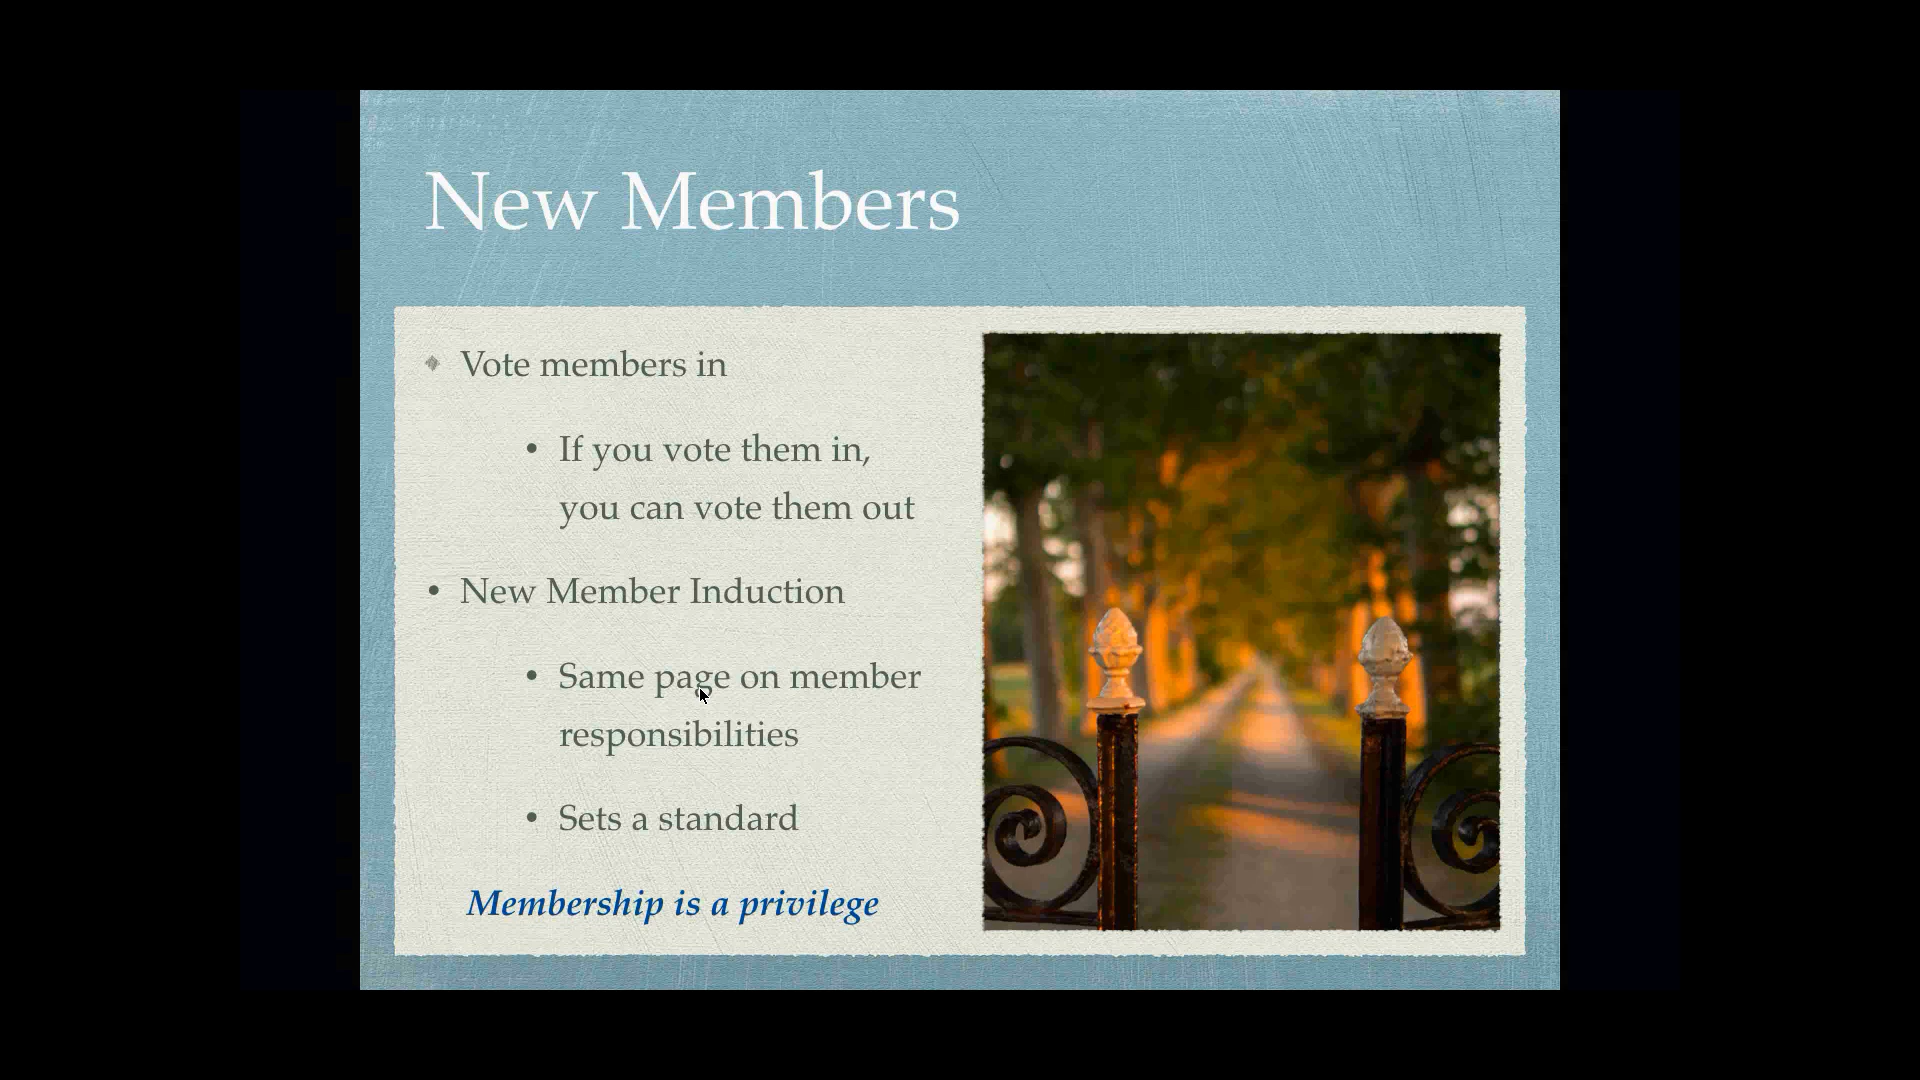 New Members
Vote members in
• If you vote them in,
you can vote them out
• New Member Induction
• Same page on member
responsibilities
• Sets a standard
Membership is a privilege